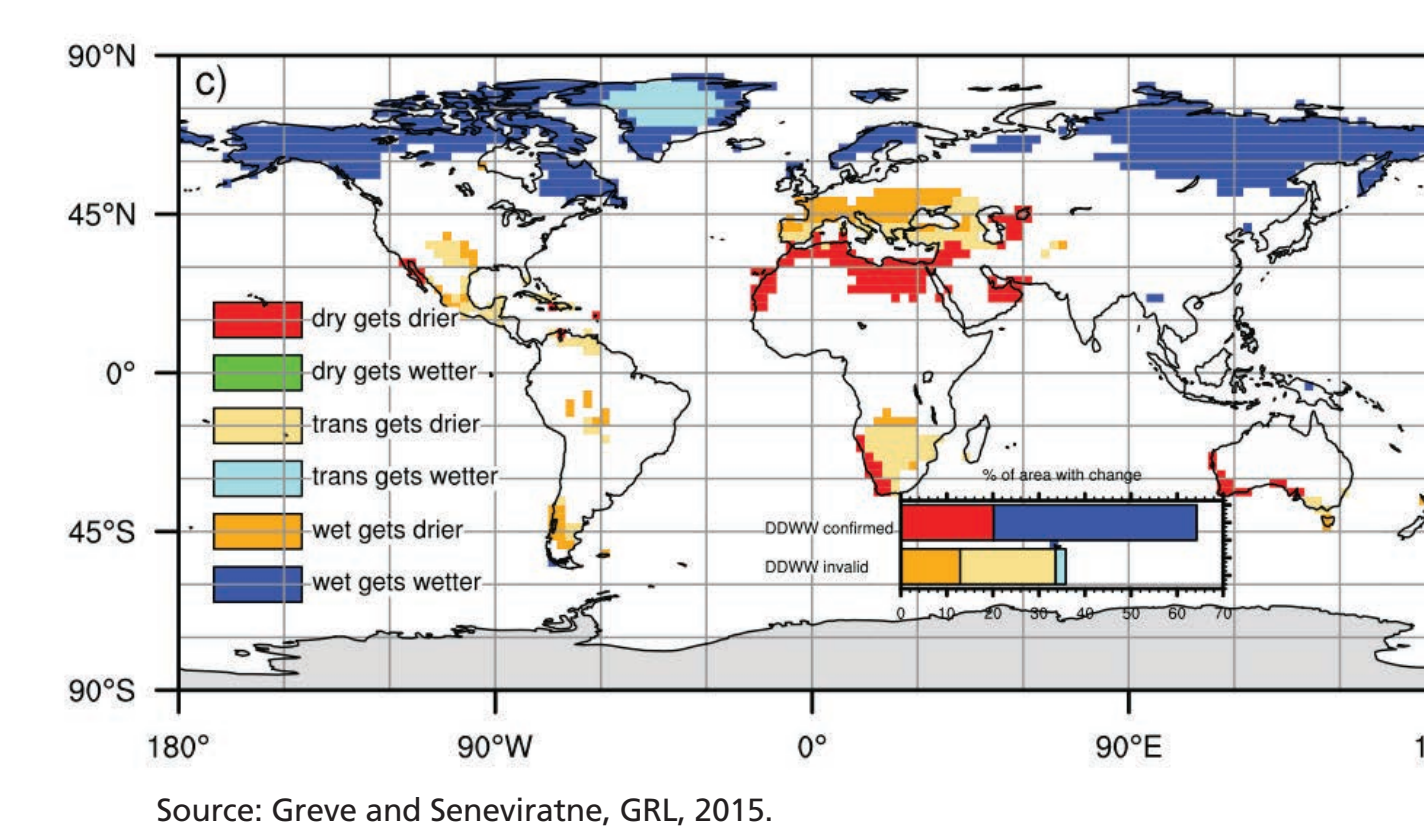 90°N
c)
45°N
dry gets drier
0°
dry gets wetter
trans gets drier
trans gets wetter
% of area with change
45°S
wet gets drier
DDWW confirmed
DDWW invalid
wet gets wetter
0 10 20 30 40 50 60 70
90°S
180° 90°W 0° 90°E 1
Source: Greve and Seneviratne, GRL, 2015.